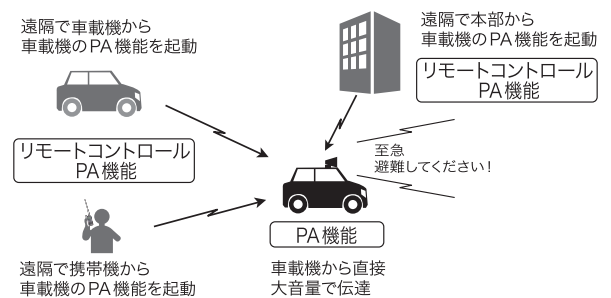 遠隔で車載機から
車載機のPA機能を起動
リモートコントロール
PA機能
遠隔で携帯機から
車載機のPA機能を起動
遠隔で本部から
車載機のPA機能を起動
リモートコントロール
PA機能
至急
避難してください！
PA機能
車載機から直接
大音量で伝達